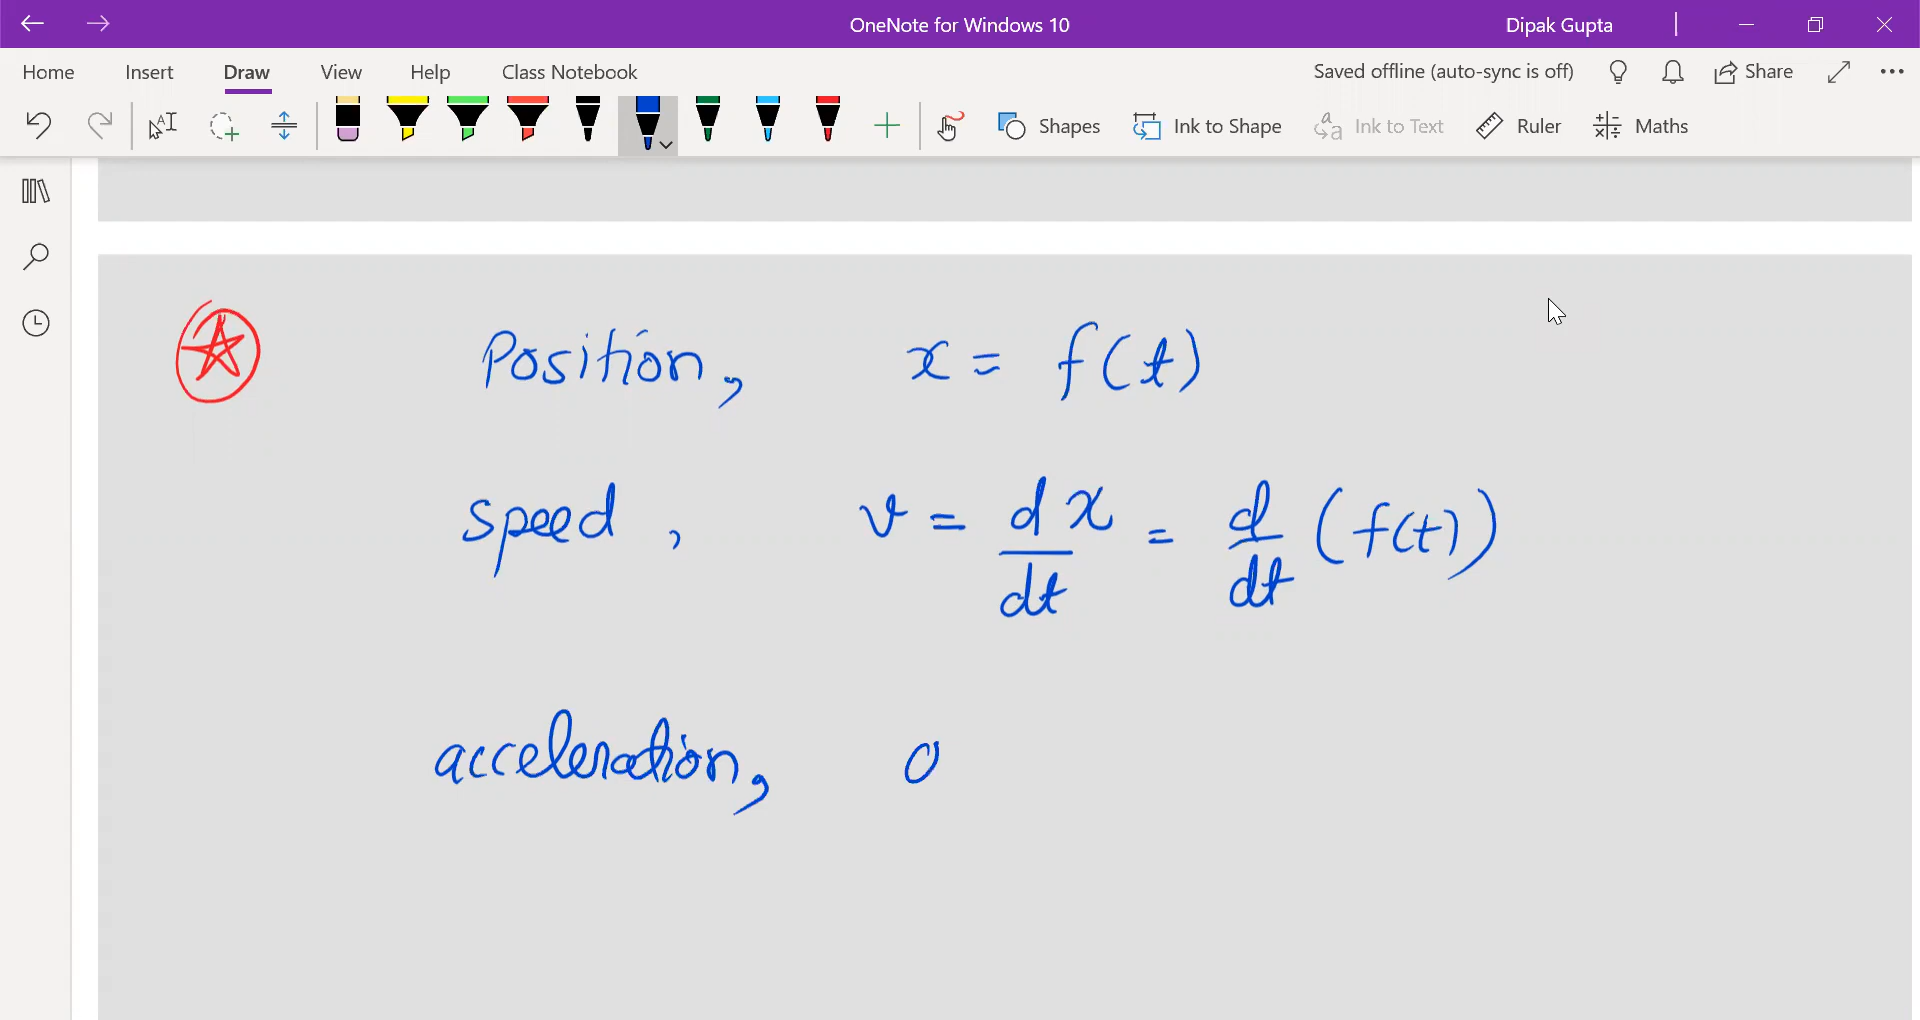 OneNote for Windows 10
Dipak Gupta
Home Insert Draw View Help Class Notebook
Saved offline (auto-sync is off) Share
Shapes Ink to Shape Ink to Text Ruler Maths
Position, x = f(t)
speed, v = dx/dt = d/dt (f(t))
acceleration,